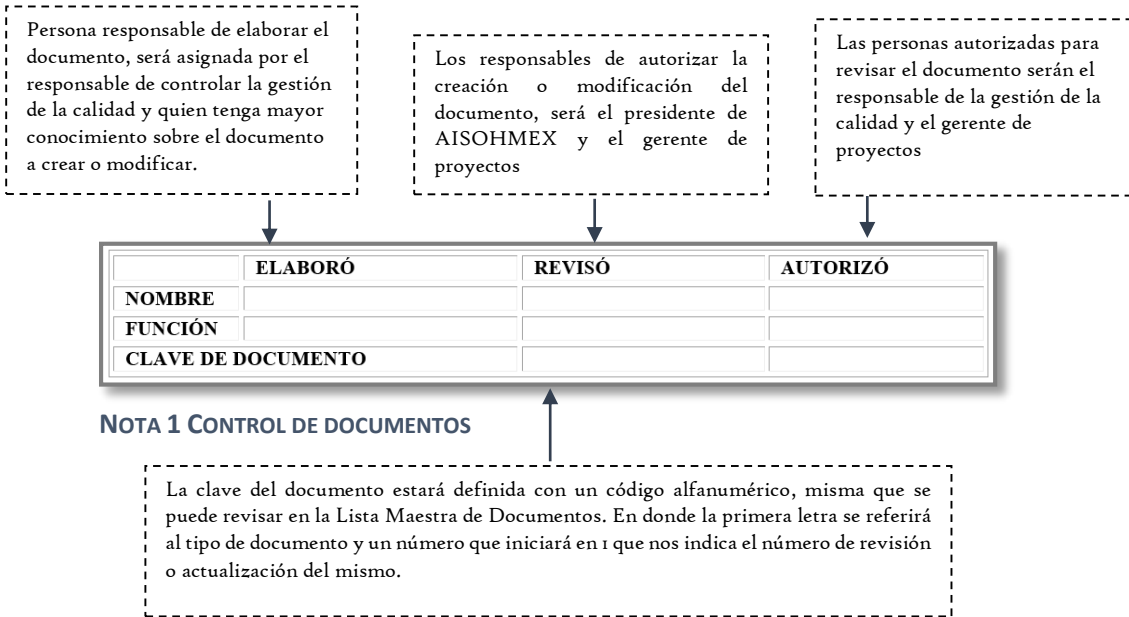 Persona responsable de elaborar el
documento, será asignada por el
responsable de controlar la gestión
de la calidad y quien tenga mayor
conocimiento sobre el documento
a crear o modificar.
Los responsables de autorizar la
creación o modificación del
documento, será el presidente de
AISOHMEX y el gerente de
proyectos
Las personas autorizadas para
revisar el documento serán el
responsable de la gestión de la
calidad y el gerente de
proyectos
ELABORÓ REVISÓ AUTORIZÓ
NOMBRE
FUNCIÓN
CLAVE DE DOCUMENTO
NOTA 1 CONTROL DE DOCUMENTOS
La clave del documento estará definida con un código alfanumérico, misma que se
puede revisar en la Lista Maestra de Documentos. En donde la primera letra se referirá
al tipo de documento y un número que iniciará en 1 que nos indica el número de revisión
o actualización del mismo.